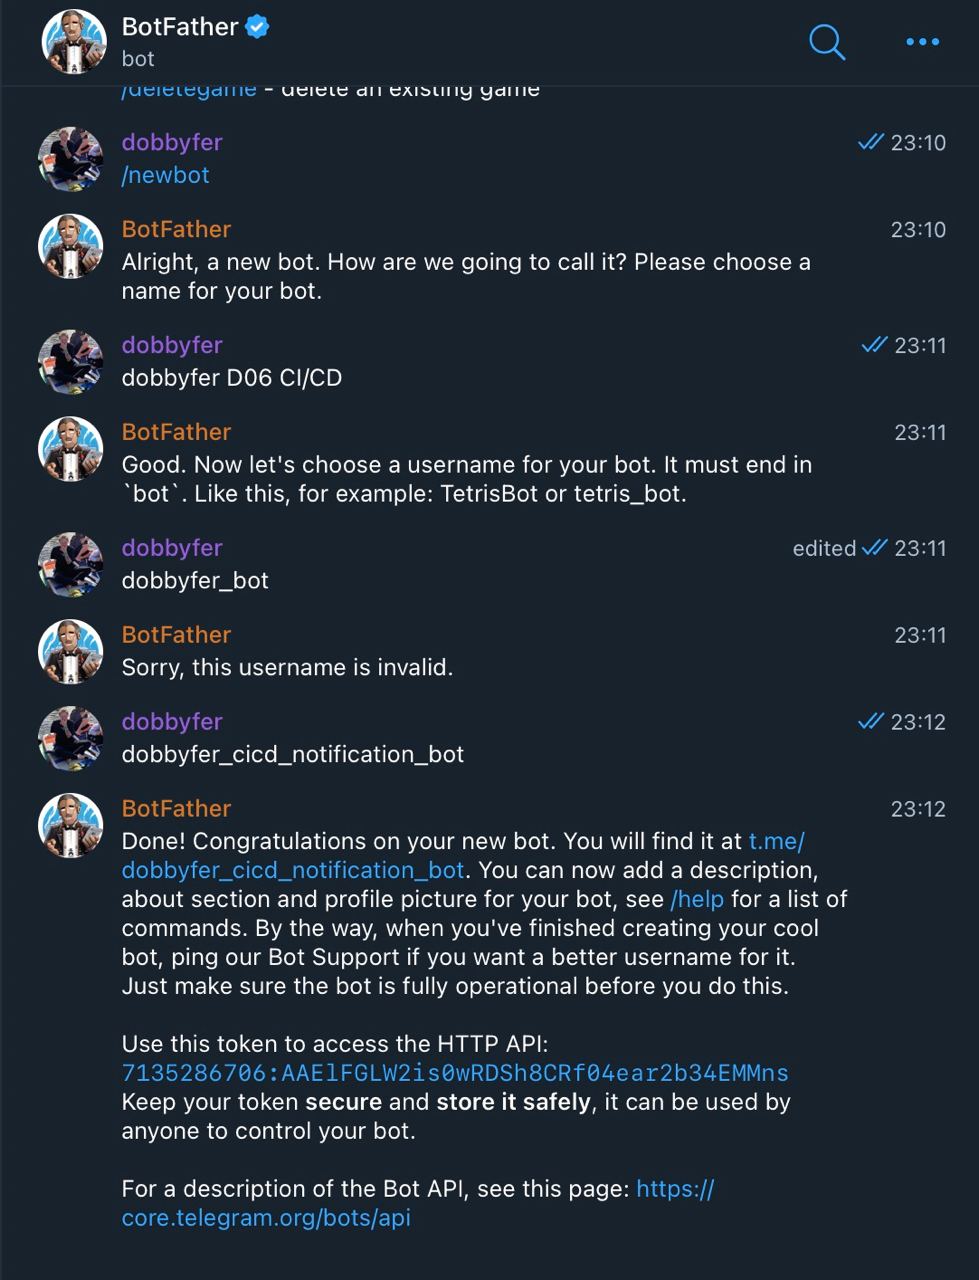 BotFather
bot
/deletegame - delete an existing game
dobbyfer
23:10
/newbot
BotFather
23:10
Alright, a new bot. How are we going to call it? Please choose a
name for your bot.
dobbyfer
23:11
dobbyfer D06 CI/CD
BotFather
23:11
Good. Now let's choose a username for your bot. It must end in
`bot`. Like this, for example: TetrisBot or tetris_bot.
dobbyfer
edited 23:11
dobbyfer_bot
BotFather
23:11
Sorry, this username is invalid.
dobbyfer
23:12
dobbyfer_cicd_notification_bot
BotFather
23:12
Done! Congratulations on your new bot. You will find it at t.me/
dobbyfer_cicd_notification_bot. You can now add a description,
about section and profile picture for your bot, see /help for a list of
commands. By the way, when you've finished creating your cool
bot, ping our Bot Support if you want a better username for it.
Just make sure the bot is fully operational before you do this.
Use this token to access the HTTP API:
7135286706:AAElFGLW2is0wRDSh8CRf04ear2b34EMMns
Keep your token secure and store it safely, it can be used by
anyone to control your bot.
For a description of the Bot API, see this page: https://
core.telegram.org/bots/api